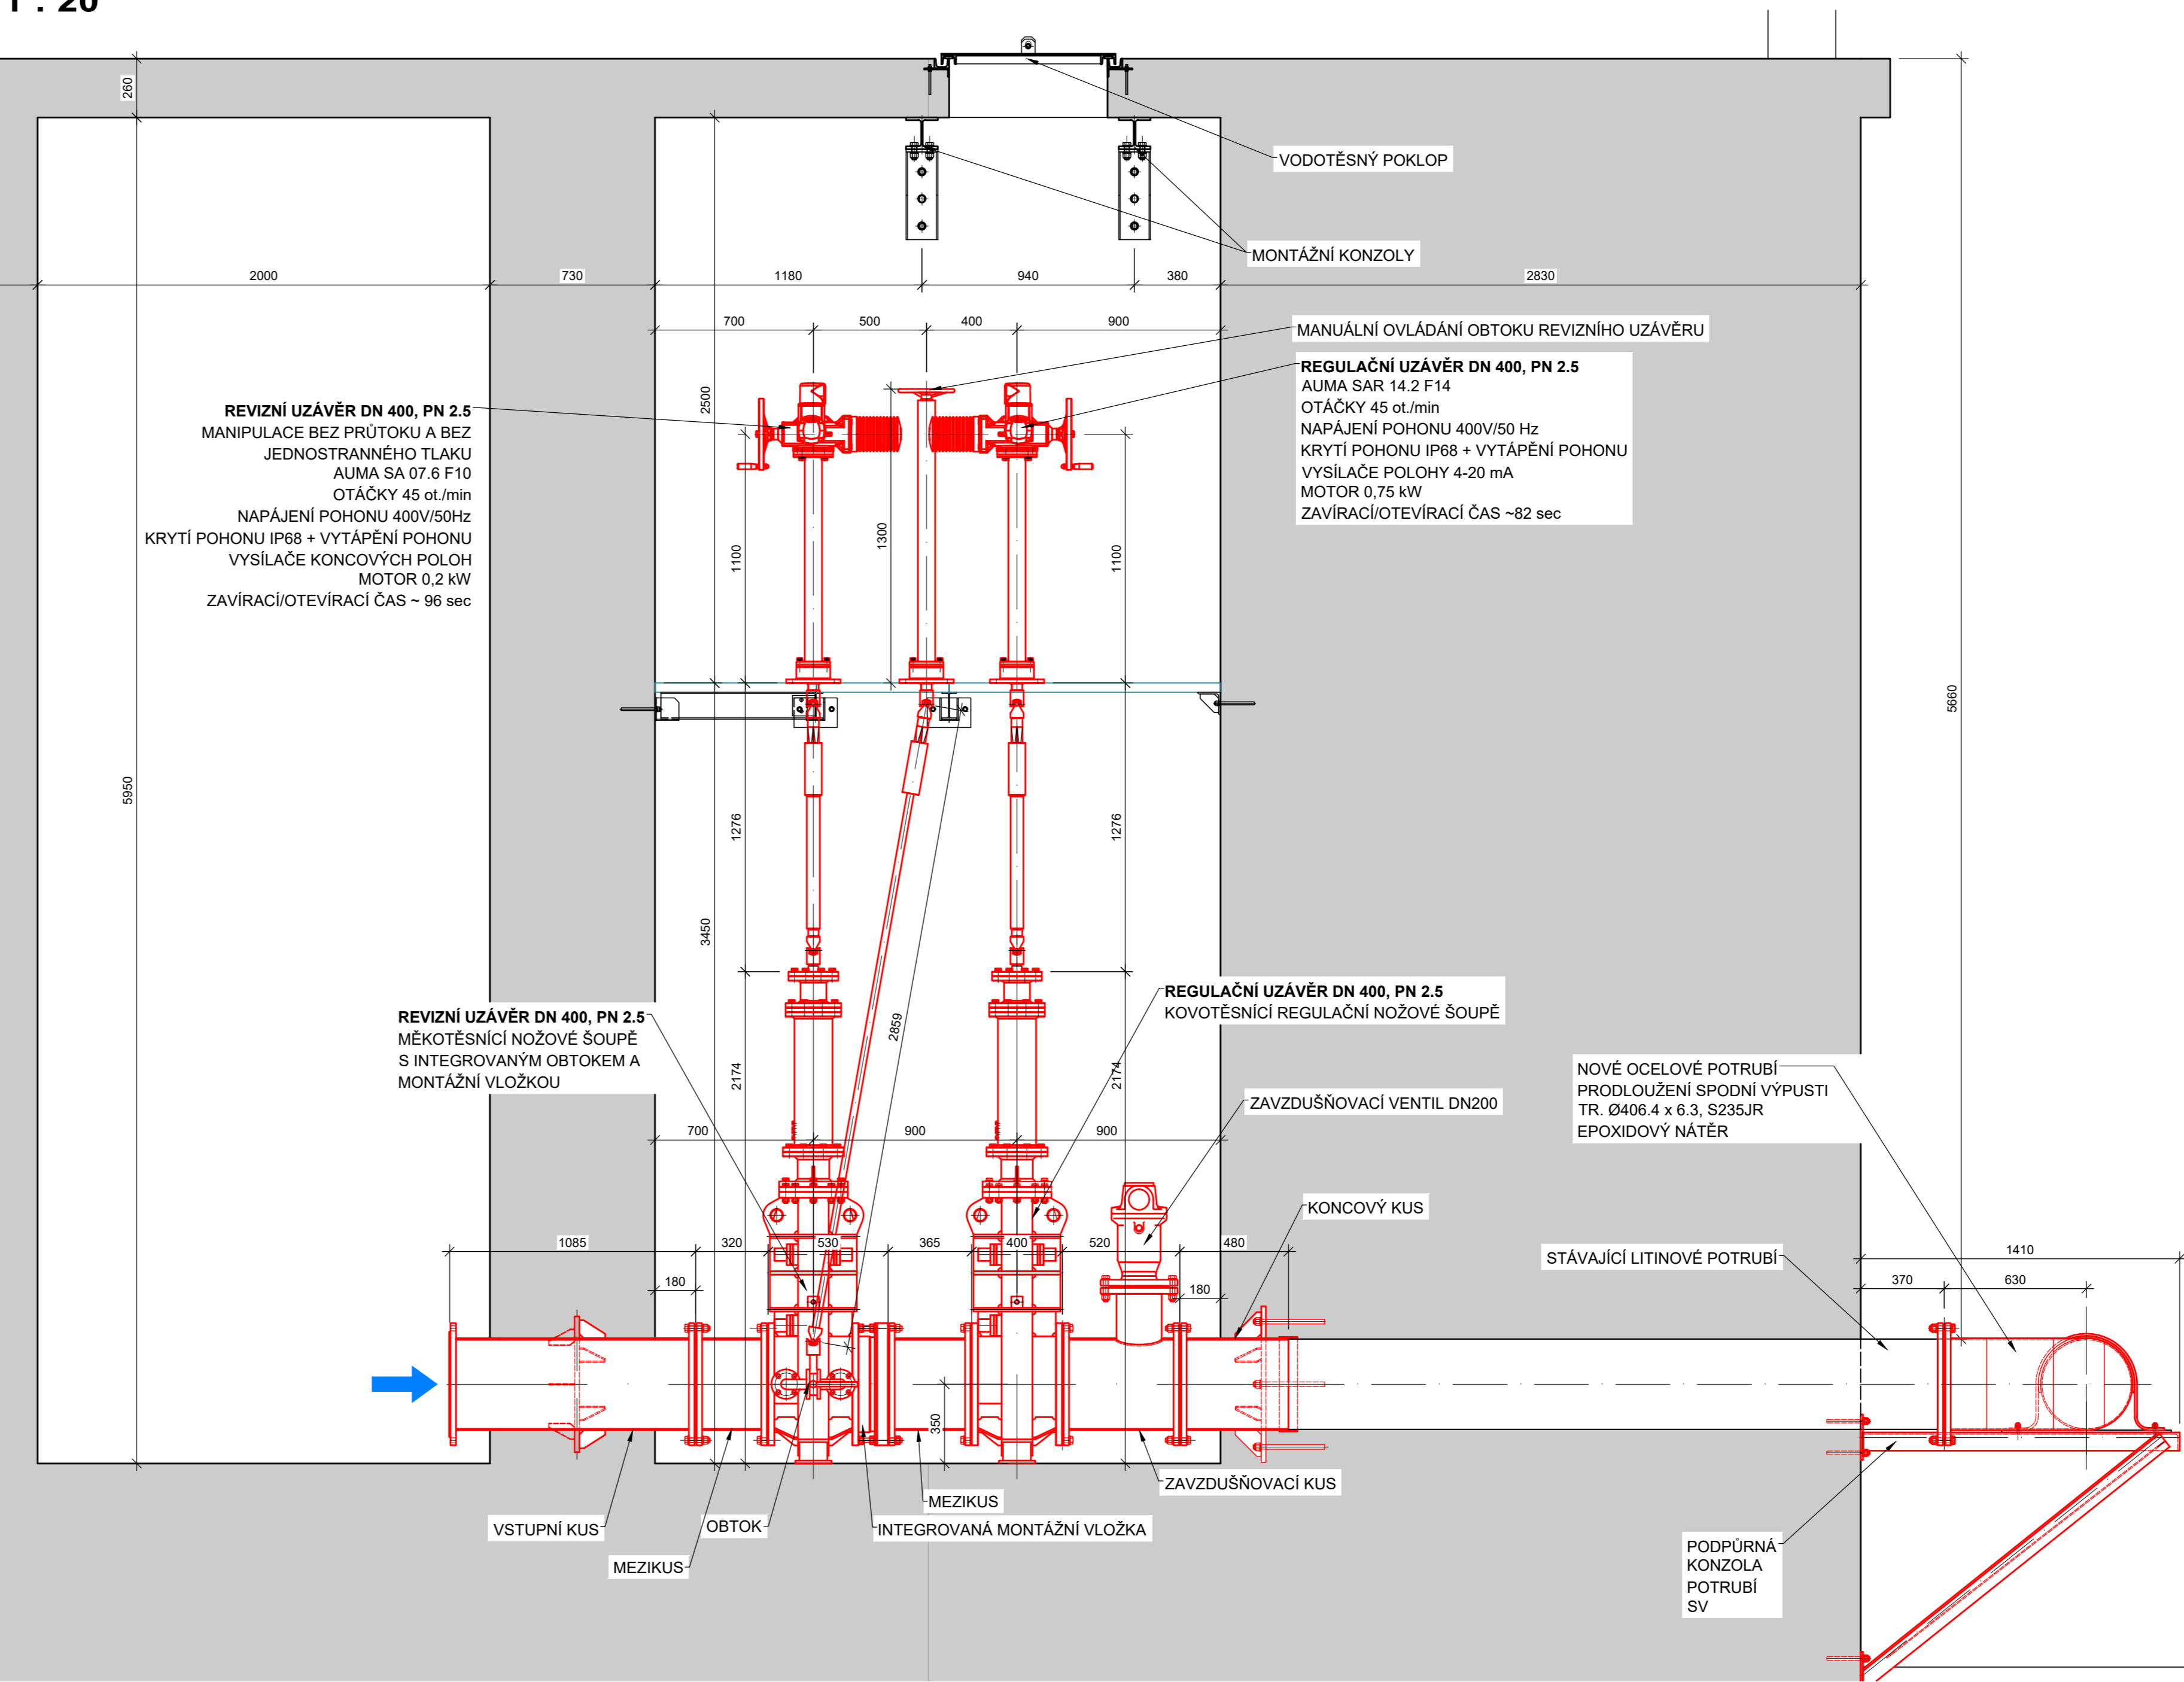 1 : 20
260
VODOTĚSNÝ POKLOP
MONTÁŽNÍ KONZOLY
2000
730
1180
940
380
2830
700
500
400
900
MANUÁLNÍ OVLÁDÁNÍ OBTOKU REVIZNÍHO UZÁVĚRU
REGULAČNÍ UZÁVĚR DN 400, PN 2.5
AUMA SAR 14.2 F14
OTÁČKY 45 ot./min
NAPÁJENÍ POHONU 400V/50 Hz
KRYTÍ POHONU IP68 + VYTÁPĚNÍ POHONU
VYSÍLAČE POLOHY 4-20 mA
MOTOR 0,75 kW
ZAVÍRACÍ/OTEVÍRACÍ ČAS ~82 sec
REVIZNÍ UZÁVĚR DN 400, PN 2.5
MANIPULACE BEZ PRŮTOKU A BEZ
JEDNOSTRANNÉHO TLAKU
AUMA SA 07.6 F10
OTÁČKY 45 ot./min
NAPÁJENÍ POHONU 400V/50Hz
KRYTÍ POHONU IP68 + VYTÁPĚNÍ POHONU
VYSÍLAČE KONCOVÝCH POLOH
MOTOR 0,2 kW
ZAVÍRACÍ/OTEVÍRACÍ ČAS ~ 96 sec
2500
1100
1300
1100
5660
5950
1276
1276
3450
2859
2174
2174
REVIZNÍ UZÁVĚR DN 400, PN 2.5
MĚKOTĚSNÍCÍ NOŽOVÉ ŠOUPĚ
S INTEGROVANÝM OBTOKEM A
MONTÁŽNÍ VLOŽKOU
REGULAČNÍ UZÁVĚR DN 400, PN 2.5
KOVOTĚSNÍCÍ REGULAČNÍ NOŽOVÉ ŠOUPĚ
ZAVZDUŠŇOVACÍ VENTIL DN200
NOVÉ OCELOVÉ POTRUBÍ
PRODLOUŽENÍ SPODNÍ VÝPUSTI
TR. Ø406.4 x 6.3, S235JR
EPOXIDOVÝ NÁTĚR
700
900
900
KONCOVÝ KUS
1085
320
530
365
400
520
480
STÁVAJÍCÍ LITINOVÉ POTRUBÍ
1410
180
180
370
630
350
ZAVZDUŠŇOVACÍ KUS
MEZIKUS
VSTUPNÍ KUS
OBTOK
INTEGROVANÁ MONTÁŽNÍ VLOŽKA
MEZIKUS
PODPŮRNÁ
KONZOLA
POTRUBÍ
SV